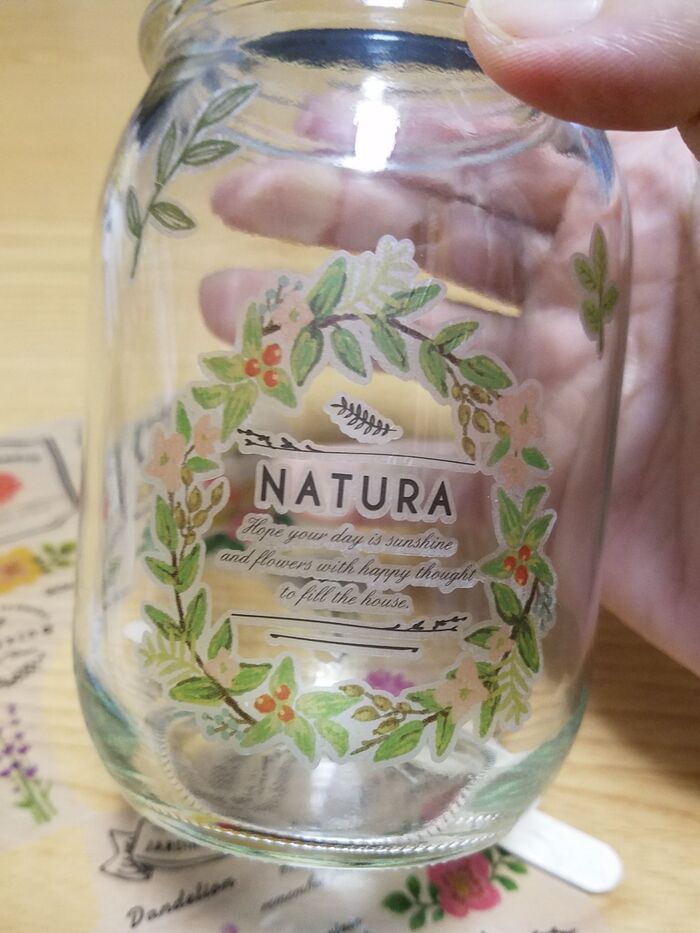 NATURA
Hope your day is sunshine
and flowers with happy thought
to fill the house.
Dandelion